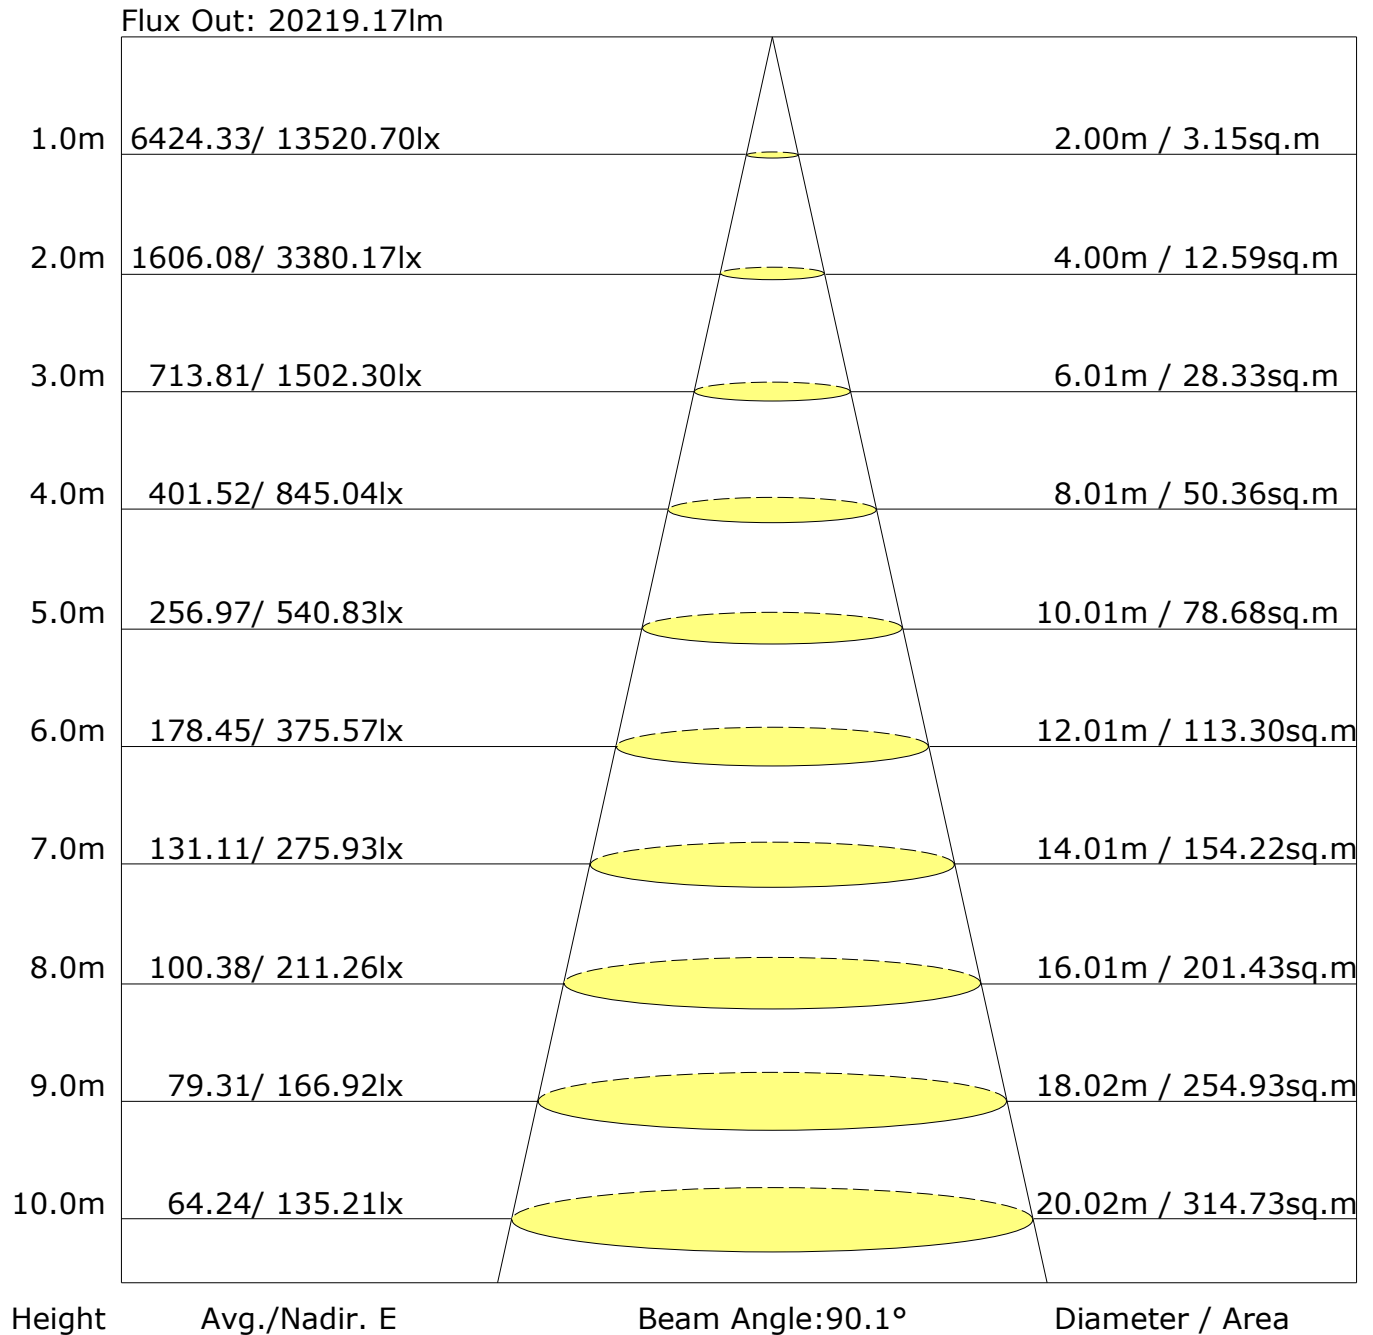 Flux Out: 20219.17lm
1.0m 6424.33/ 13520.70lx 2.00m / 3.15sq.m
2.0m 1606.08/ 3380.17lx 4.00m / 12.59sq.m
3.0m 713.81/ 1502.30lx 6.01m / 28.33sq.m
4.0m 401.52/ 845.04lx 8.01m / 50.36sq.m
5.0m 256.97/ 540.83lx 10.01m / 78.68sq.m
6.0m 178.45/ 375.57lx 12.01m / 113.30sq.m
7.0m 131.11/ 275.93lx 14.01m / 154.22sq.m
8.0m 100.38/ 211.26lx 16.01m / 201.43sq.m
9.0m 79.31/ 166.92lx 18.02m / 254.93sq.m
10.0m 64.24/ 135.21lx 20.02m / 314.73sq.m
Height Avg./Nadir. E Beam Angle:90.1° Diameter / Area